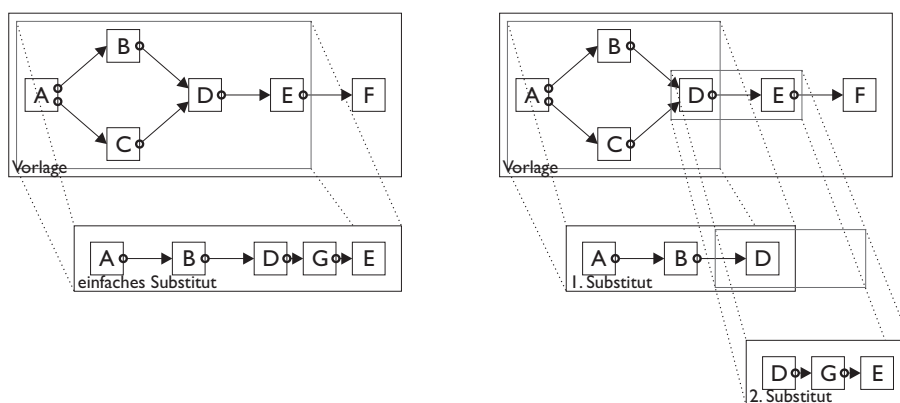 B
A D E F
C
Vorlage
A B D G E
einfaches Substitut
B
A D E F
C
Vorlage
A B D
1. Substitut
D G E
2. Substitut